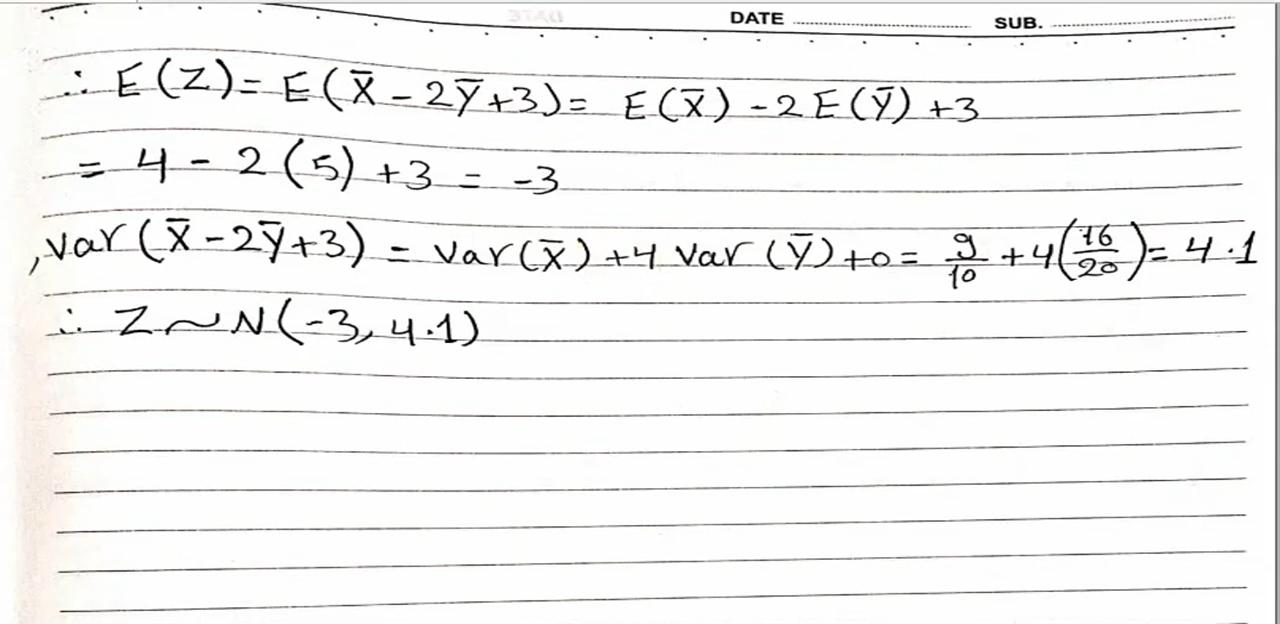 DATE SUB.
∴ E(Z) = E(X̄ - 2Ȳ + 3) = E(X̄) - 2E(Ȳ) + 3
= 4 - 2(5) + 3 = -3
, Var(X̄ - 2Ȳ + 3) = Var(X̄) + 4 Var(Ȳ) + 0 = 9/10 + 4(16/20) = 4.1
∴ Z ~ N(-3, 4.1)